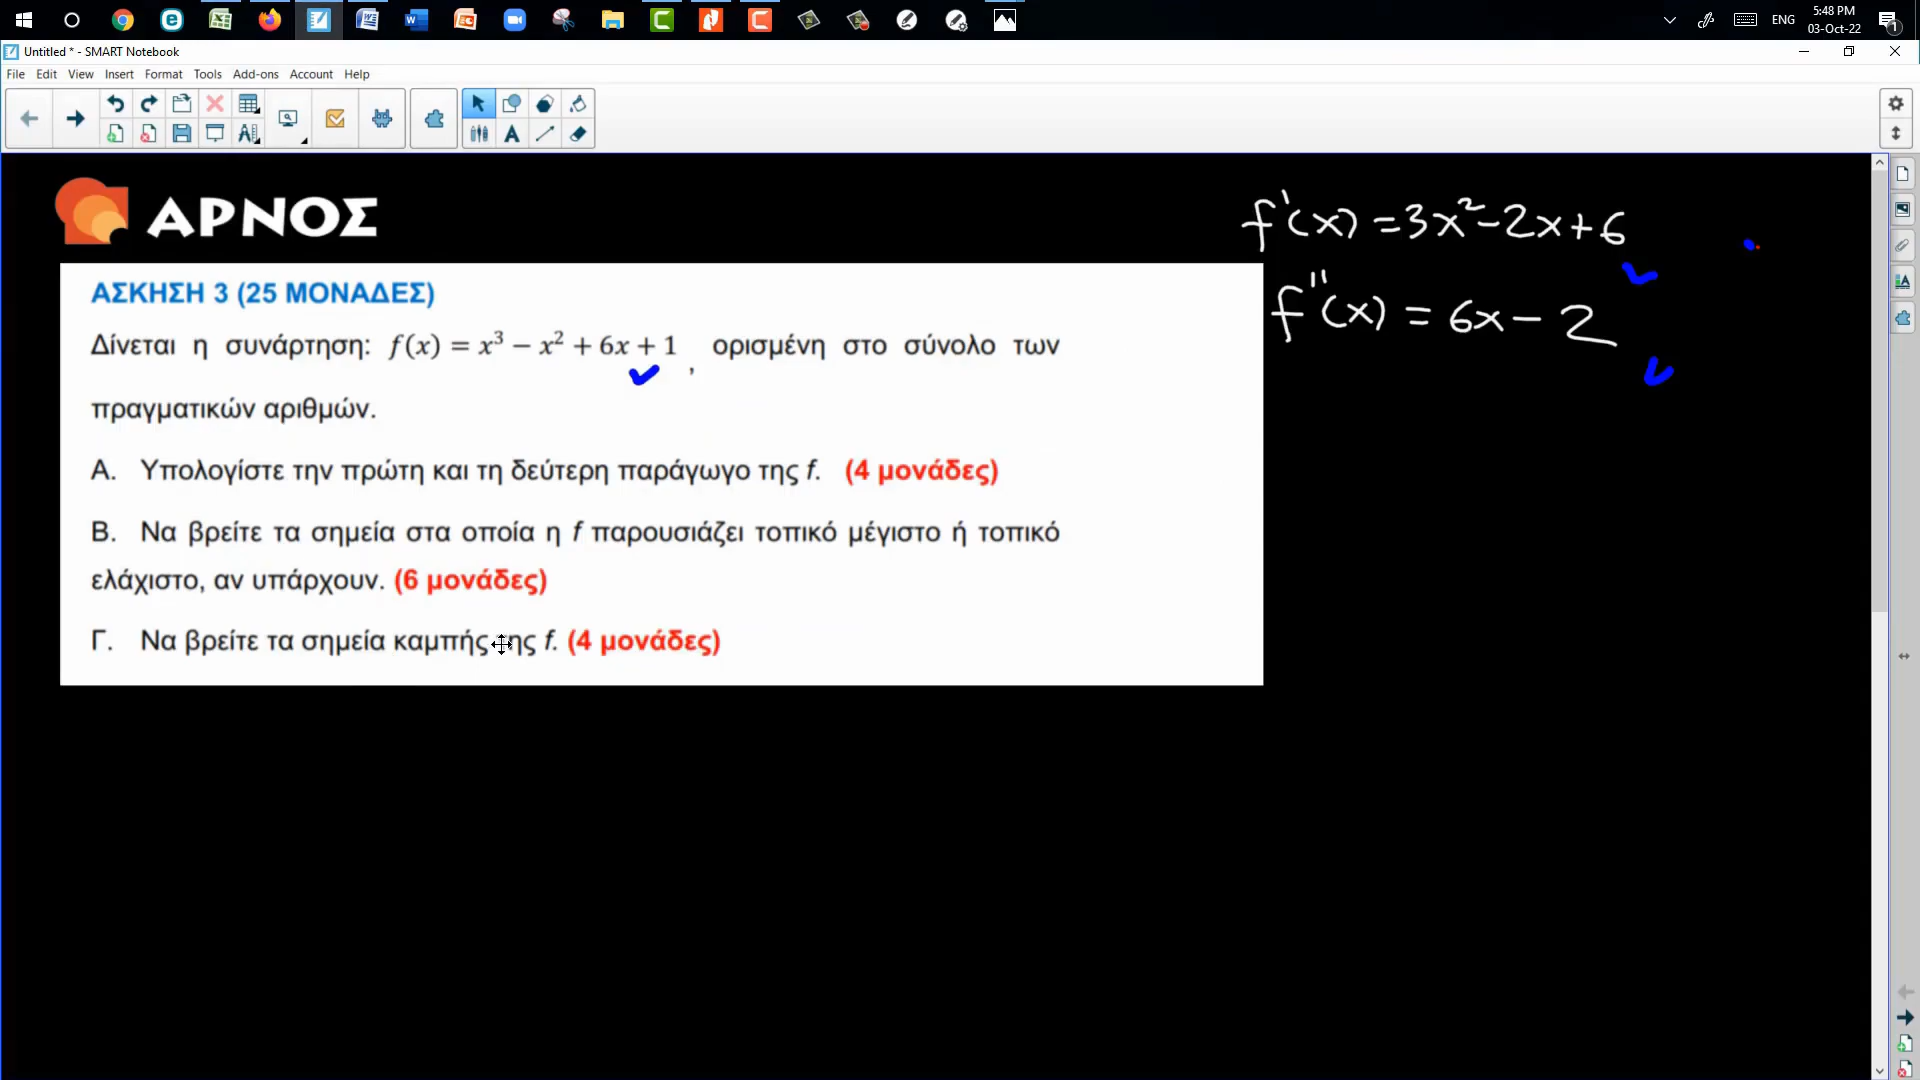 5:48 PM
ENG
03-Oct-22
1
Untitled * - SMART Notebook
File Edit View Insert Format Tools Add-ons Account Help
ΑΡΝΟΣ
f'(x) = 3x²-2x+6
f''(x) = 6x-2
ΑΣΚΗΣΗ 3 (25 ΜΟΝΑΔΕΣ)
Δίνεται η συνάρτηση: f(x) = x³ − x² + 6x + 1 , ορισμένη στο σύνολο των
πραγματικών αριθμών.
Α. Υπολογίστε την πρώτη και τη δεύτερη παράγωγο της f. (4 μονάδες)
Β. Να βρείτε τα σημεία στα οποία η f παρουσιάζει τοπικό μέγιστο ή τοπικό
ελάχιστο, αν υπάρχουν. (6 μονάδες)
Γ. Να βρείτε τα σημεία καμπής της f. (4 μονάδες)